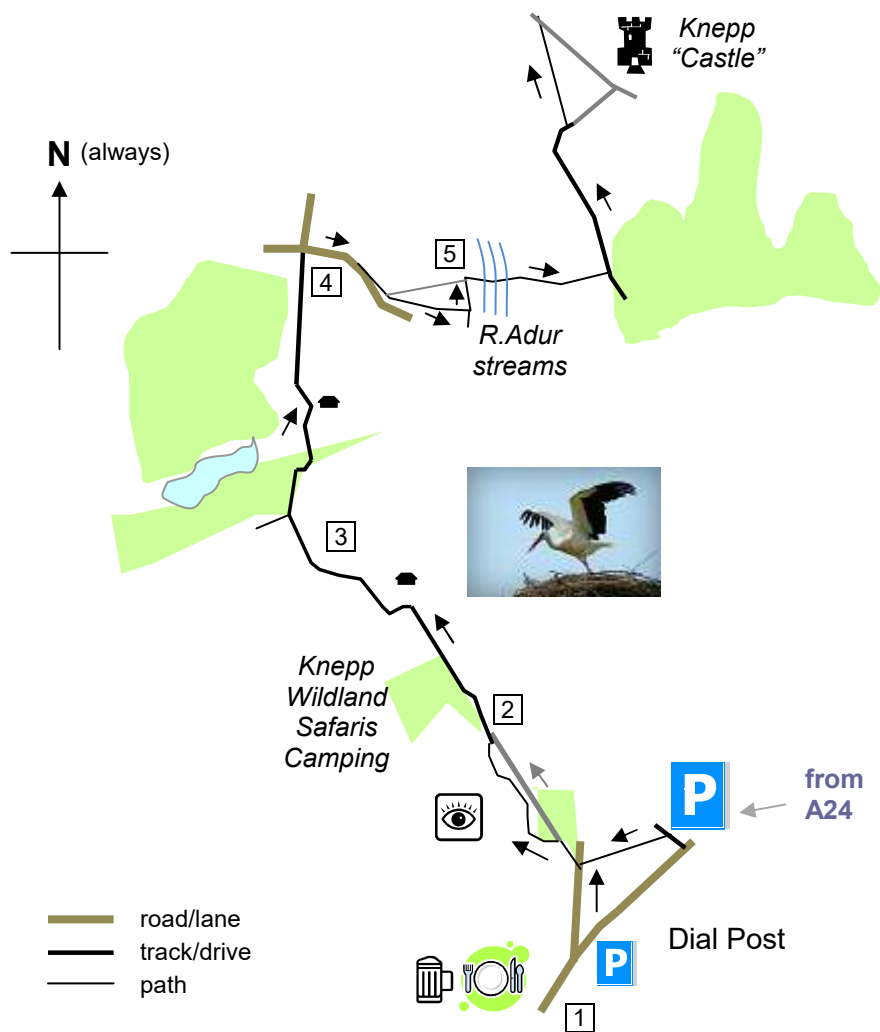 Knepp
“Castle”
N (always)
5
4
R.Adur
streams
3
Knepp
Wildland
Safaris
Camping
2
P
from
A24
road/lane
track/drive
path
Dial Post
P
1